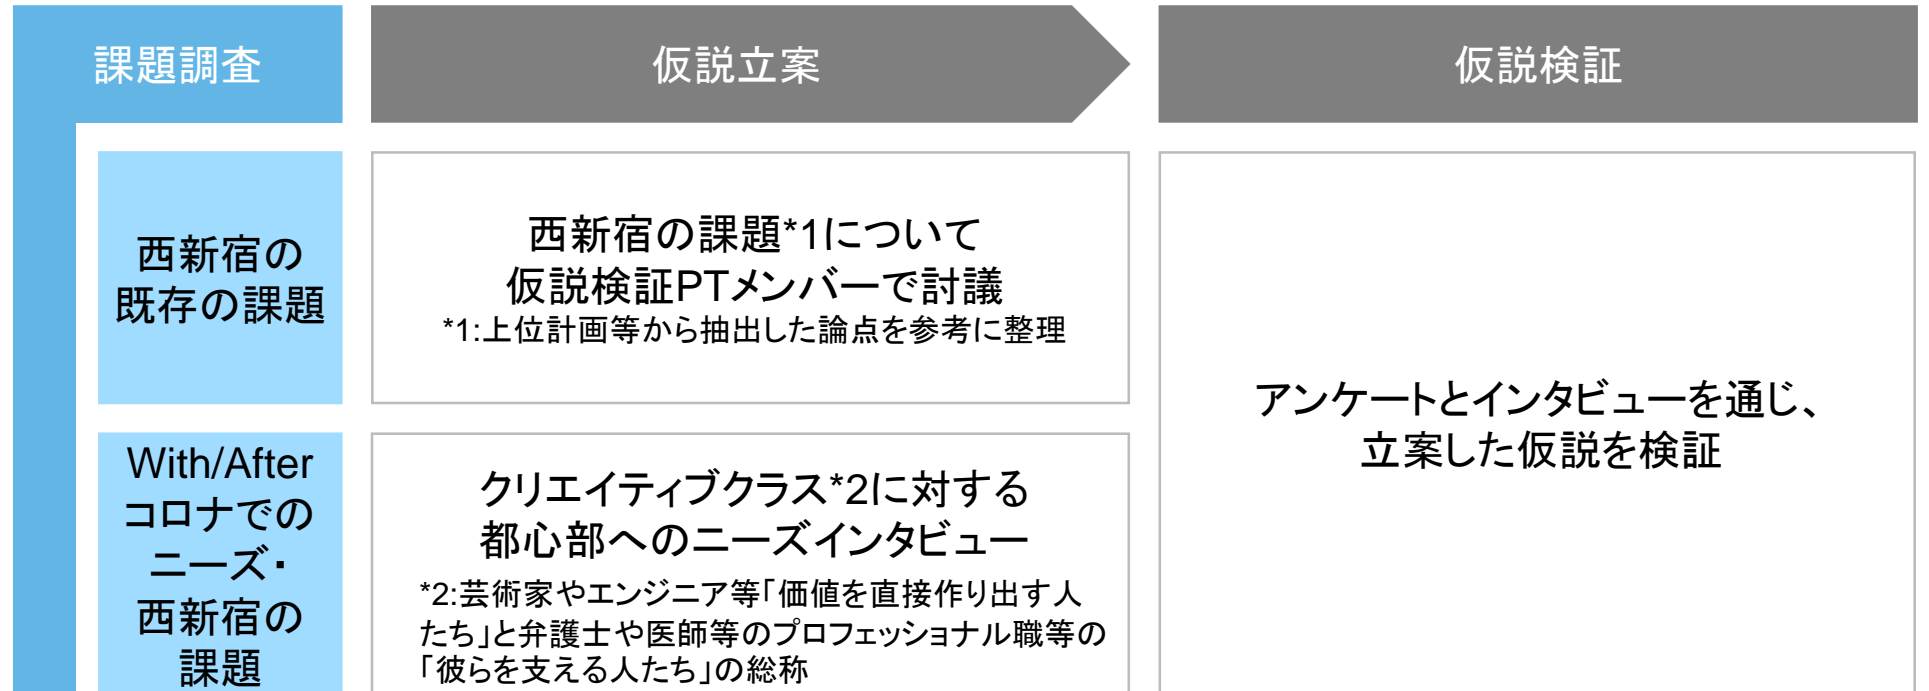 課題調査
仮説立案
仮説検証
西新宿の
既存の課題
西新宿の課題*1について
仮説検証PTメンバーで討議
*1:上位計画等から抽出した論点を参考に整理
With/After
コロナでの
ニーズ・
西新宿の
課題
クリエイティブクラス*2に対する
都心部へのニーズインタビュー
*2:芸術家やエンジニア等「価値を直接作り出す人
たち」と弁護士や医師等のプロフェッショナル職等の
「彼らを支える人たち」の総称
アンケートとインタビューを通じ、
立案した仮説を検証